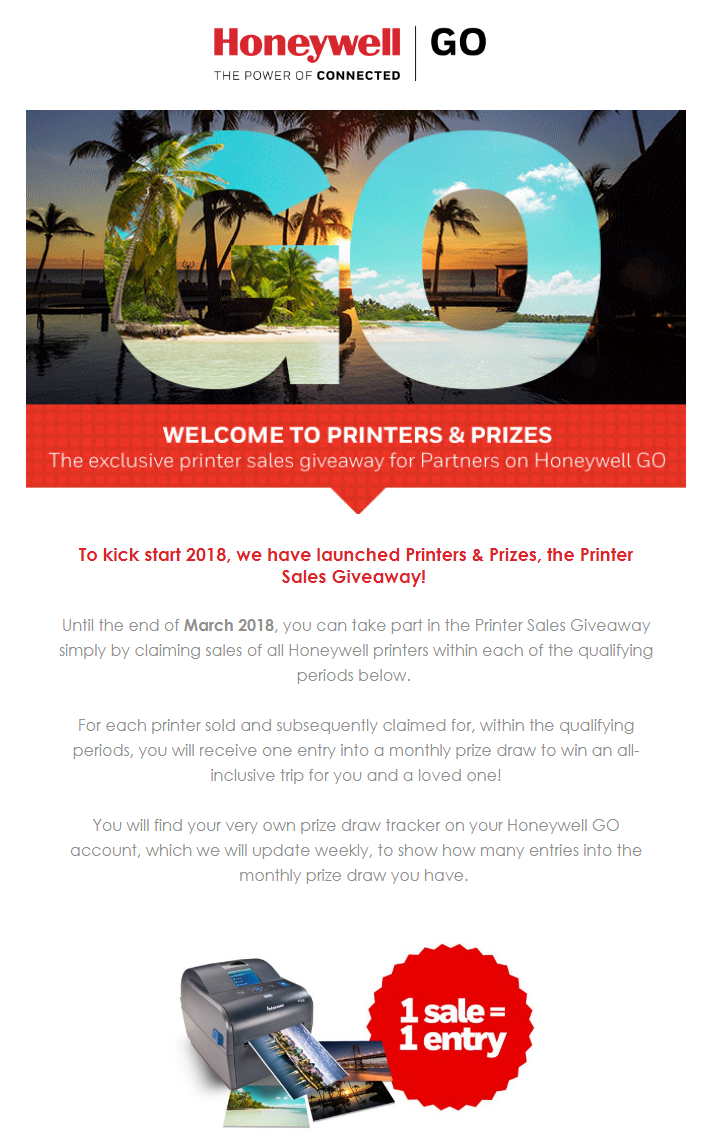 Honeywell GO
THE POWER OF CONNECTED
GO
WELCOME TO PRINTERS & PRIZES
The exclusive printer sales giveaway for Partners on Honeywell GO
To kick start 2018, we have launched Printers & Prizes, the Printer
Sales Giveaway!
Until the end of March 2018, you can take part in the Printer Sales Giveaway
simply by claiming sales of all Honeywell printers within each of the qualifying
periods below.
For each printer sold and subsequently claimed for, within the qualifying
periods, you will receive one entry into a monthly prize draw to win an all-
inclusive trip for you and a loved one!
You will find your very own prize draw tracker on your Honeywell GO
account, which we will update weekly, to show how many entries into the
monthly prize draw you have.
1 sale =
1 entry
Intermec